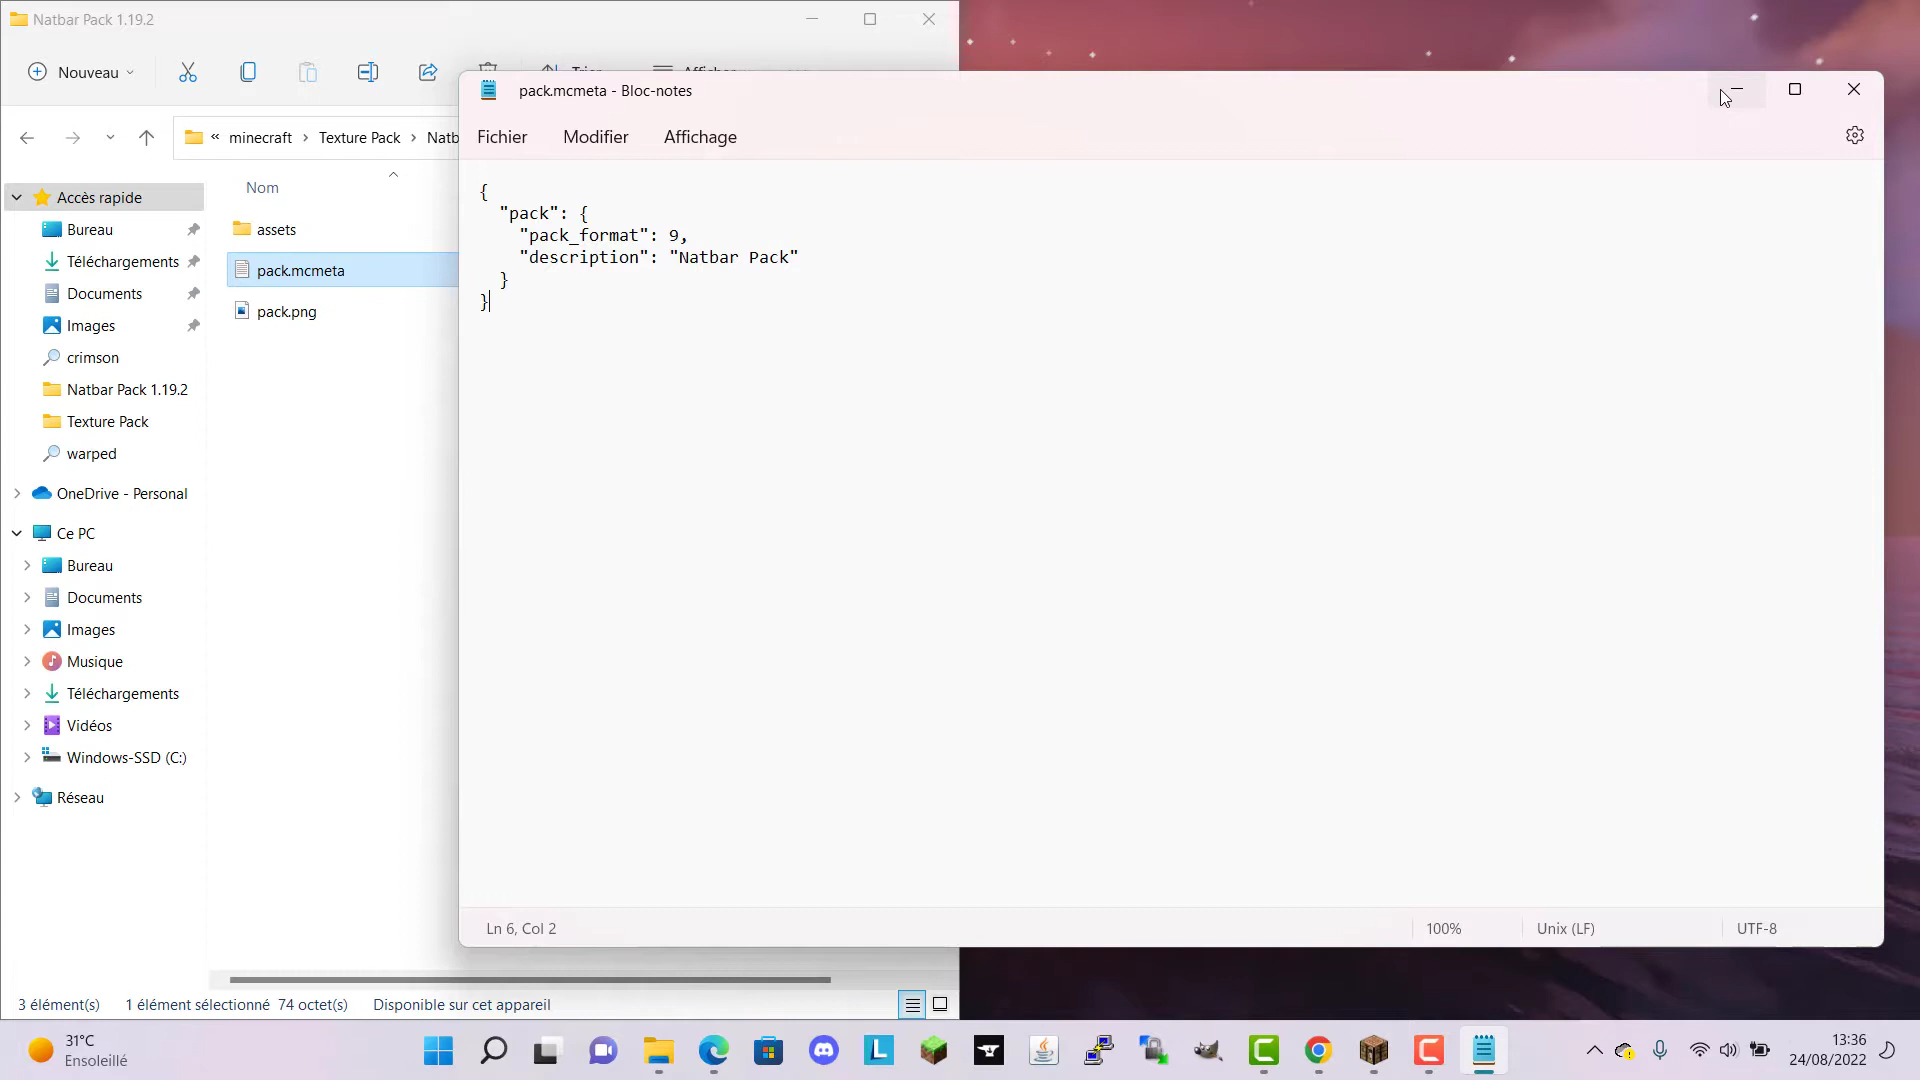 Natbar Pack 1.19.2
Nouveau
minecraft
Texture Pack
Natb
Accès rapide
Bureau
Téléchargements
Documents
Images
crimson
Natbar Pack 1.19.2
Texture Pack
warped
OneDrive - Personal
Ce PC
Bureau
Documents
Images
Musique
Téléchargements
Vidéos
Windows-SSD (C:)
Réseau
Nom
assets
pack.mcmeta
pack.png
3 élément(s) 1 élément sélectionné 74 octet(s) Disponible sur cet appareil
pack.mcmeta - Bloc-notes
Fichier Modifier Affichage
{
"pack": {
"pack_format": 9,
"description": "Natbar Pack"
}
}
Ln 6, Col 2 100% Unix (LF) UTF-8
31°C
Ensoleillé
13:36
24/08/2022